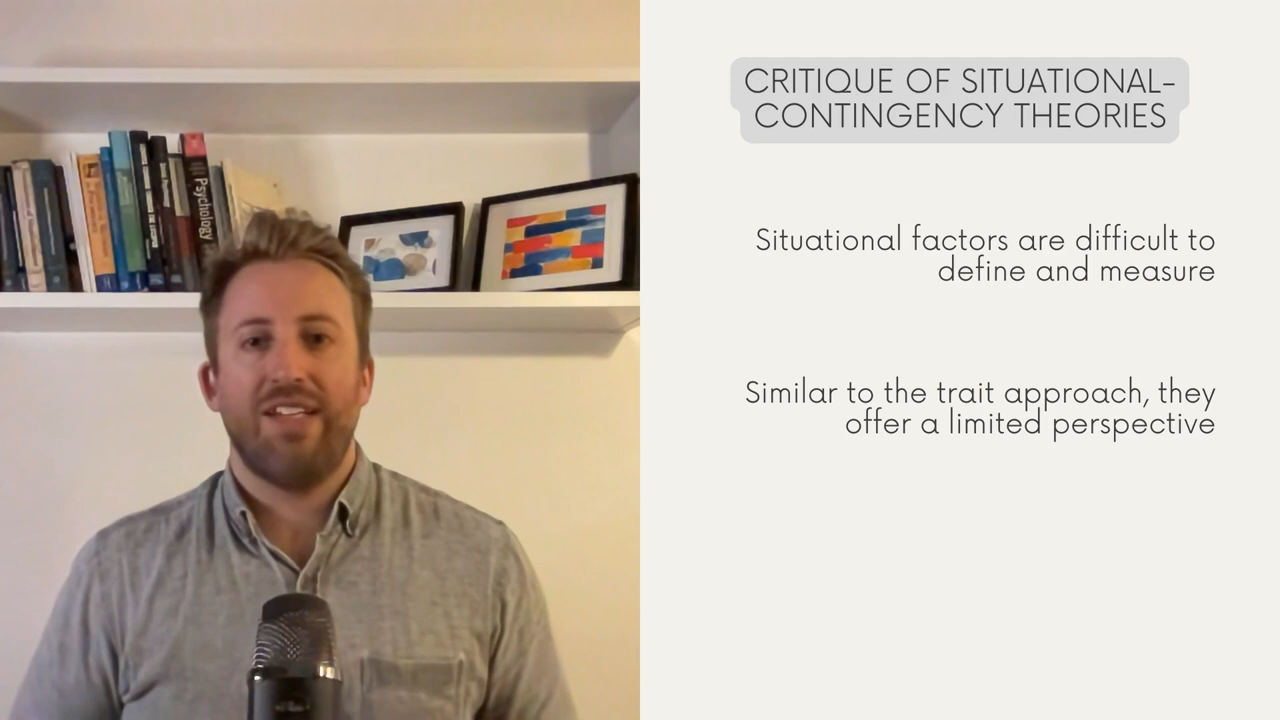 Psychology
CRITIQUE OF SITUATIONAL-
CONTINGENCY THEORIES
Situational factors are difficult to
define and measure
Similar to the trait approach, they
offer a limited perspective